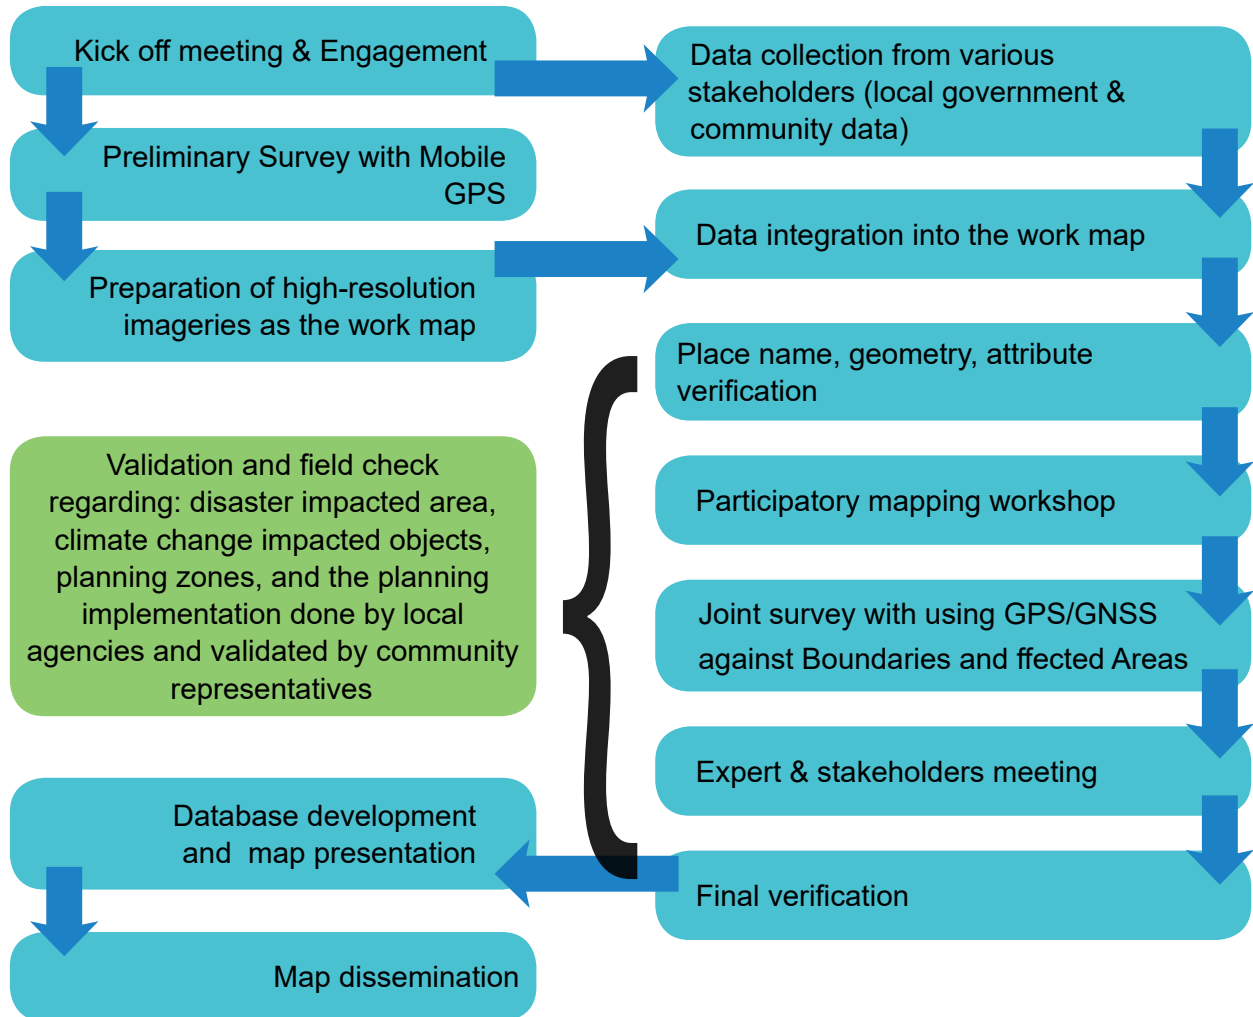 Kick off meeting & Engagement
Preliminary Survey with Mobile
GPS
Preparation of high-resolution
imageries as the work map
Data collection from various
stakeholders (local government &
community data)
Data integration into the work map
Place name, geometry, attribute
verification
Participatory mapping workshop
Joint survey with using GPS/GNSS
against Boundaries and ffected Areas
Expert & stakeholders meeting
Final verification
Validation and field check
regarding: disaster impacted area,
climate change impacted objects,
planning zones, and the planning
implementation done by local
agencies and validated by community
representatives
Database development
and map presentation
Map dissemination